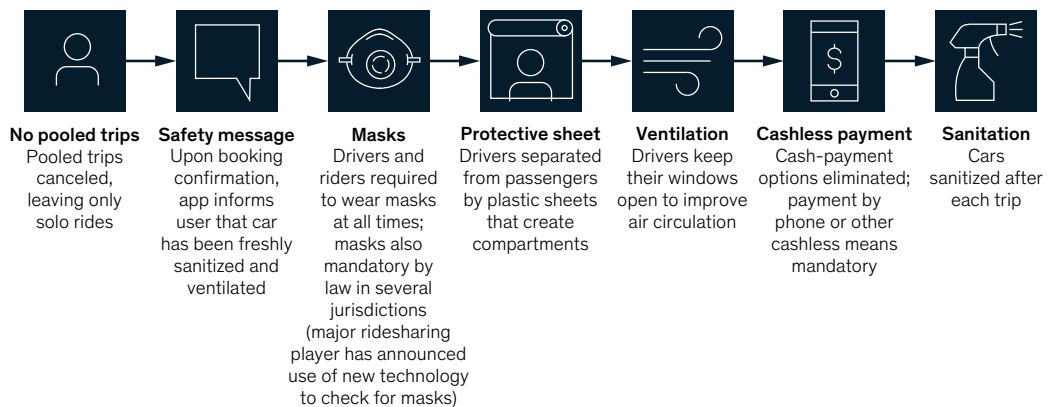 $
No pooled trips
Pooled trips
canceled,
leaving only
solo rides
Safety message
Upon booking
confirmation,
app informs
user that car
has been freshly
sanitized and
ventilated
Masks
Drivers and
riders required
to wear masks
at all times;
masks also
mandatory by
law in several
jurisdictions
(major ridesharing
player has announced
use of new technology
to check for masks)
Protective sheet
Drivers separated
from passengers
by plastic sheets
that create
compartments
Ventilation
Drivers keep
their windows
open to improve
air circulation
Cashless payment
Cash-payment
options eliminated;
payment by
phone or other
cashless means
mandatory
Sanitation
Cars
sanitized after
each trip